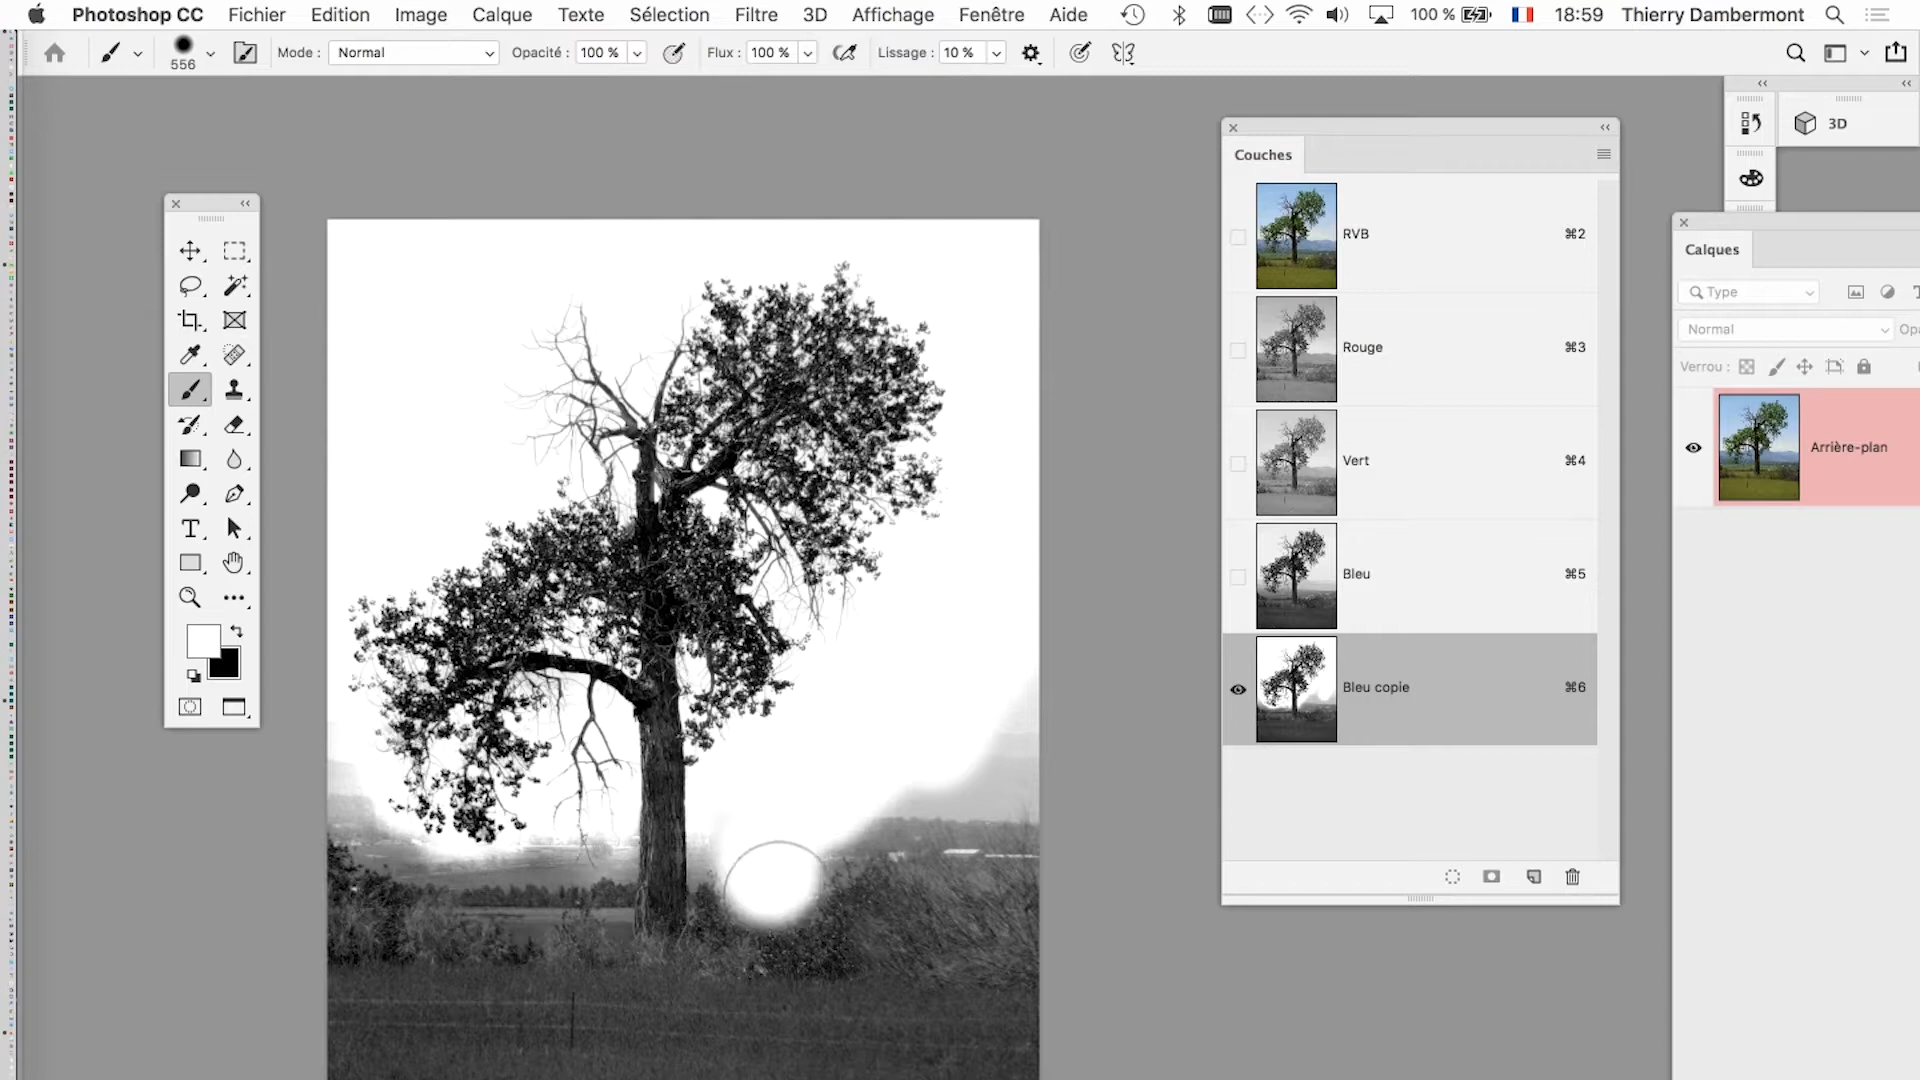 Photoshop CC Fichier Edition Image Calque Texte Sélection Filtre 3D Affichage Fenêtre Aide 100 % 18:59 Thierry Dambermont
556 Mode : Normal Opacité : 100 % Flux : 100 % Lissage : 10 %
3D
Couches
RVB ⌘2
Rouge ⌘3
Vert ⌘4
Bleu ⌘5
Bleu copie ⌘6
Calques
Type
Normal Opa
Verrou :
Arrière-plan